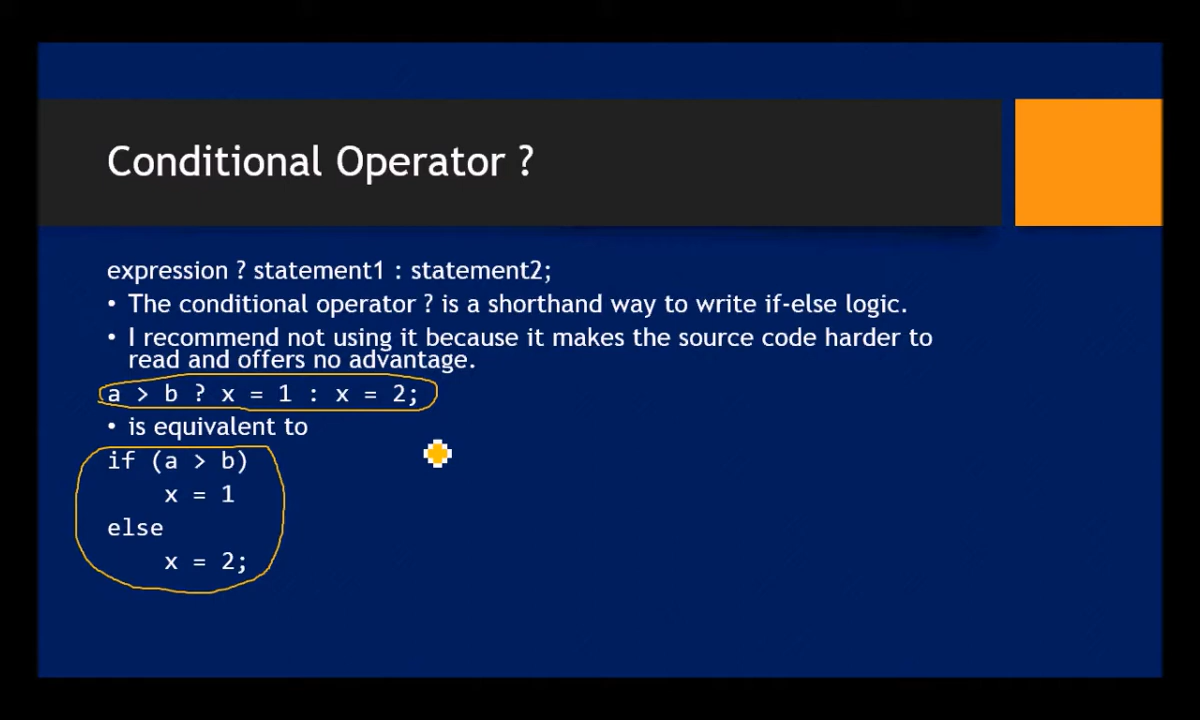 Conditional Operator ?
expression ? statement1 : statement2;
• The conditional operator ? is a shorthand way to write if-else logic.
• I recommend not using it because it makes the source code harder to
read and offers no advantage.
a > b ? x = 1 : x = 2;
• is equivalent to
if (a > b)
    x = 1
else
    x = 2;